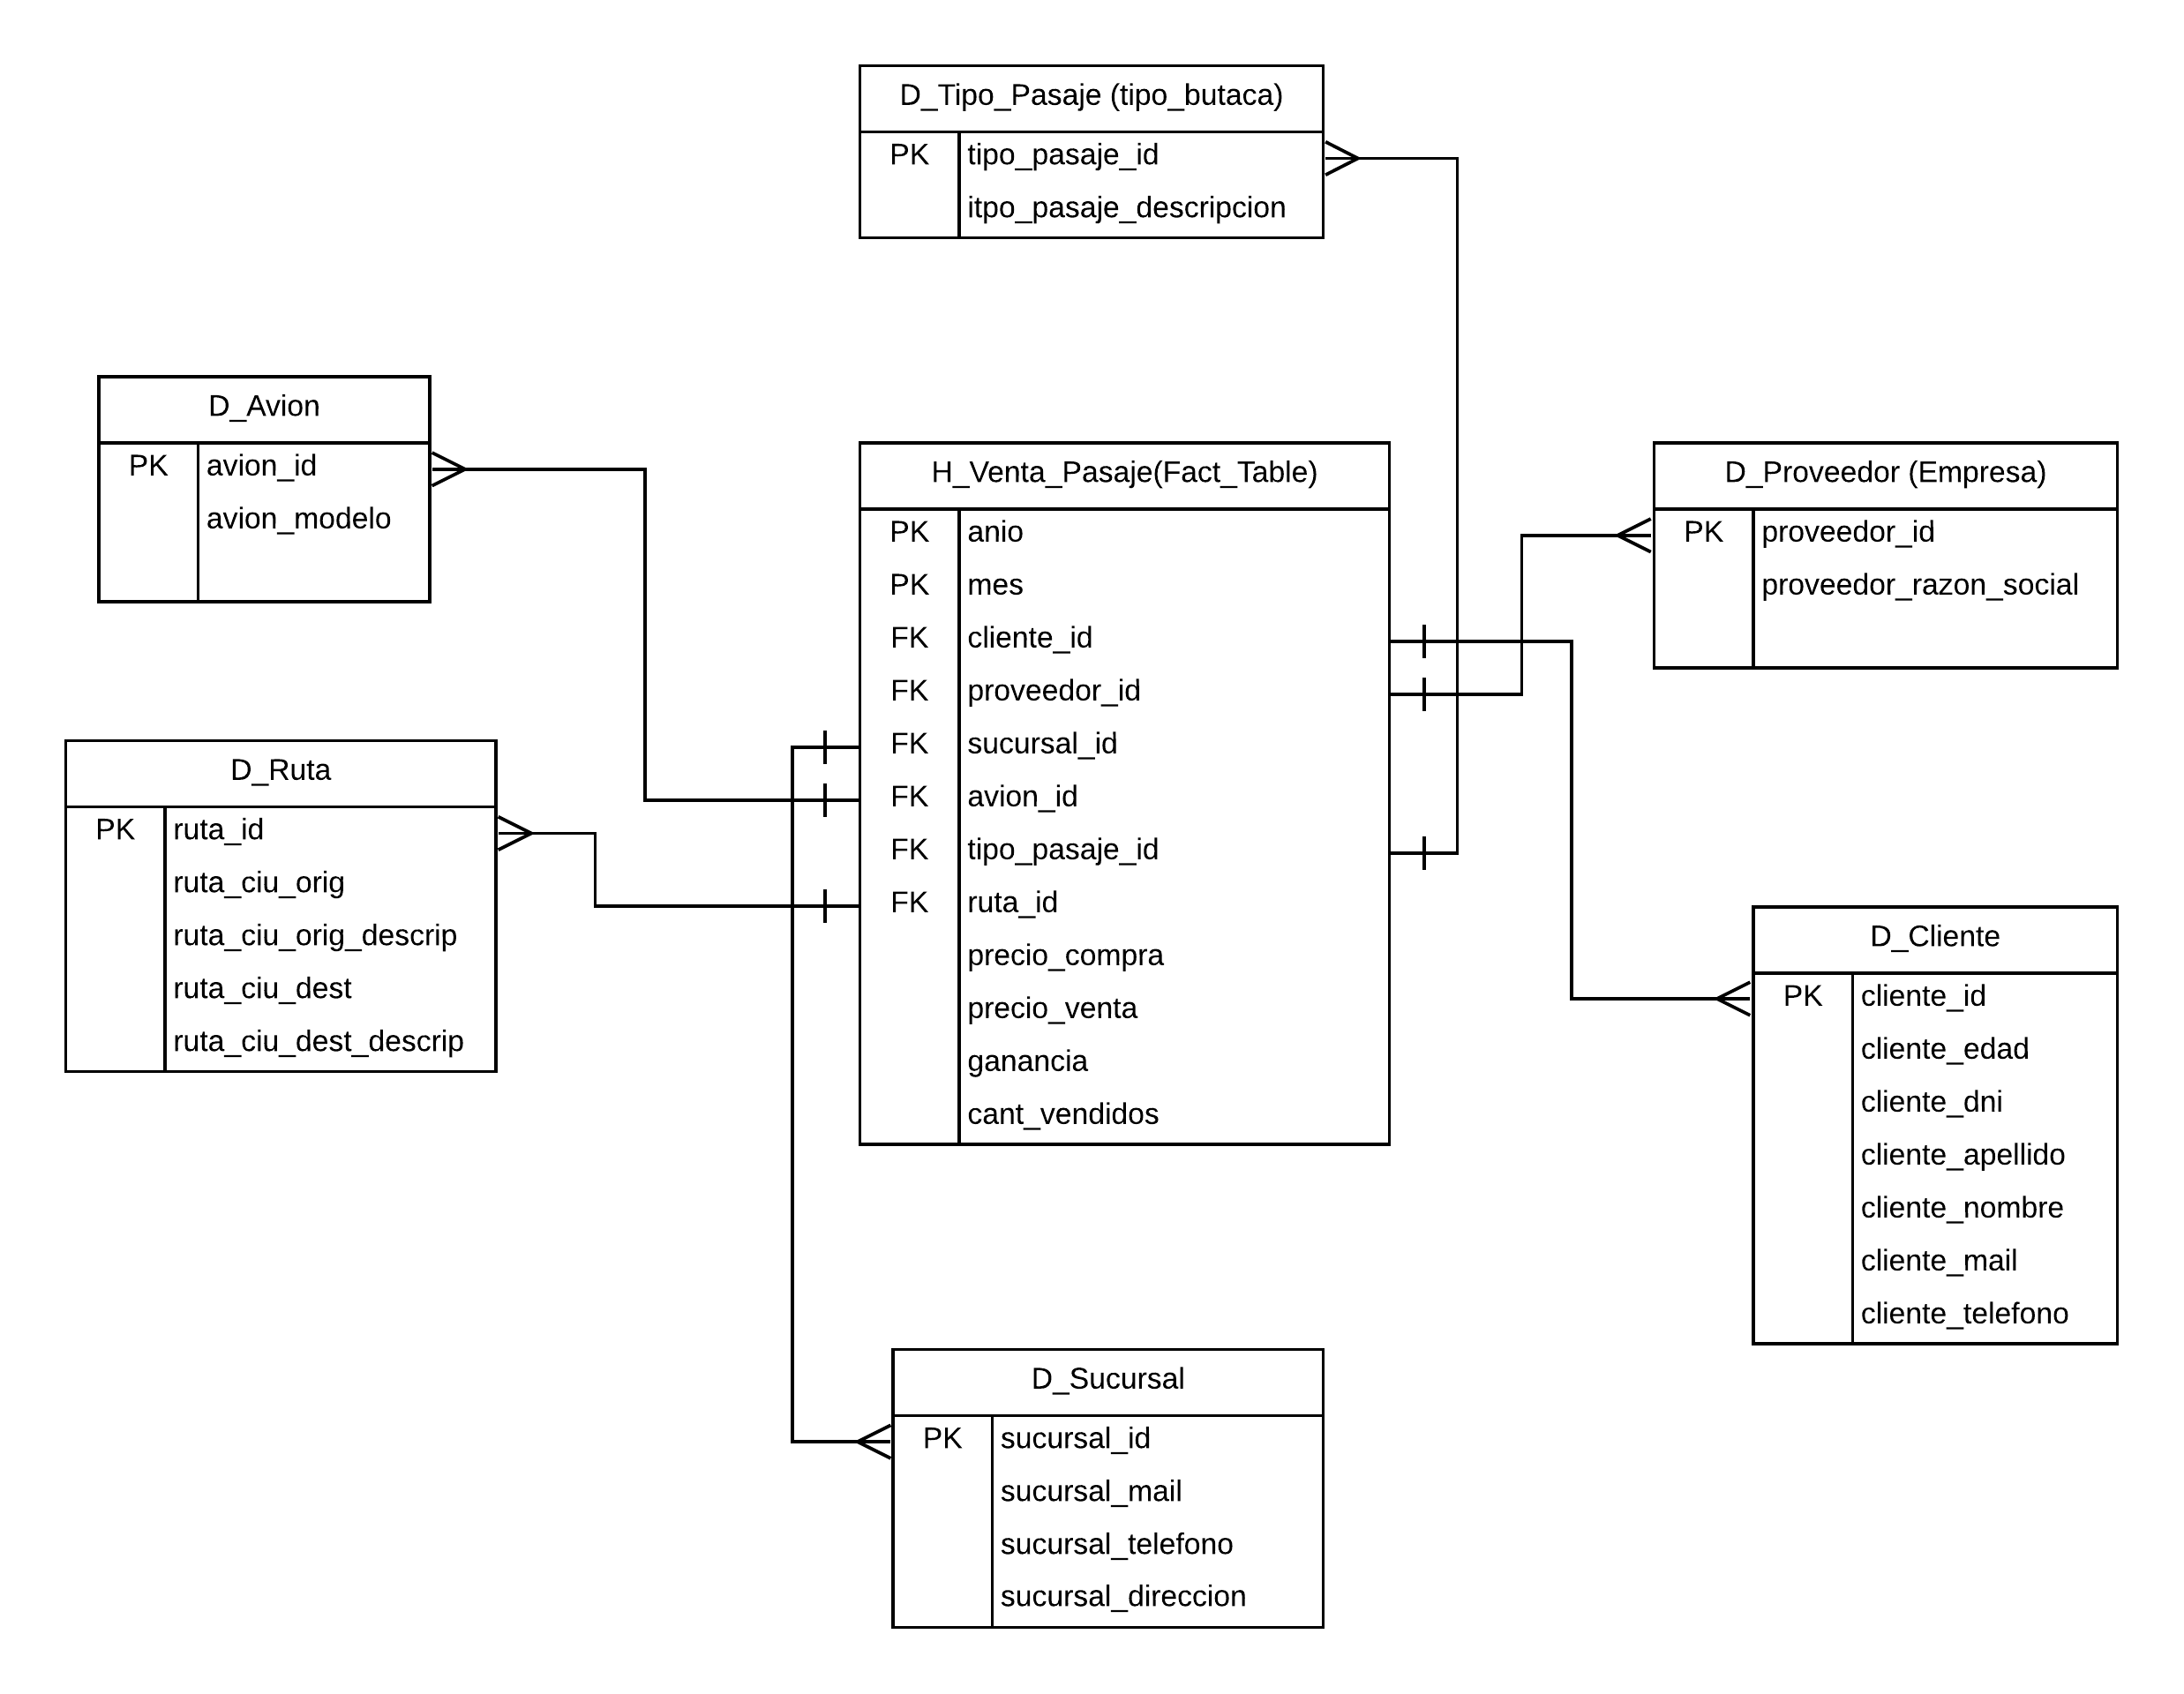 D_Tipo_Pasaje (tipo_butaca)
PK tipo_pasaje_id
itpo_pasaje_descripcion
D_Avion
PK avion_id
avion_modelo
H_Venta_Pasaje(Fact_Table)
PK anio
PK mes
FK cliente_id
FK proveedor_id
FK sucursal_id
FK avion_id
FK tipo_pasaje_id
FK ruta_id
precio_compra
precio_venta
ganancia
cant_vendidos
D_Proveedor (Empresa)
PK proveedor_id
proveedor_razon_social
D_Ruta
PK ruta_id
ruta_ciu_orig
ruta_ciu_orig_descrip
ruta_ciu_dest
ruta_ciu_dest_descrip
D_Cliente
PK cliente_id
cliente_edad
cliente_dni
cliente_apellido
cliente_nombre
cliente_mail
cliente_telefono
D_Sucursal
PK sucursal_id
sucursal_mail
sucursal_telefono
sucursal_direccion